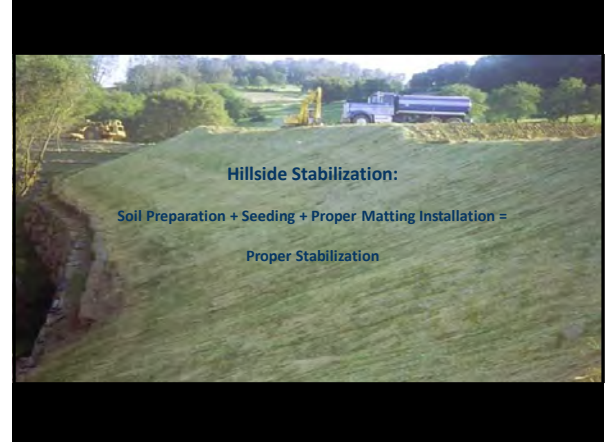 Hillside Stabilization:
Soil Preparation + Seeding + Proper Matting Installation =
Proper Stabilization